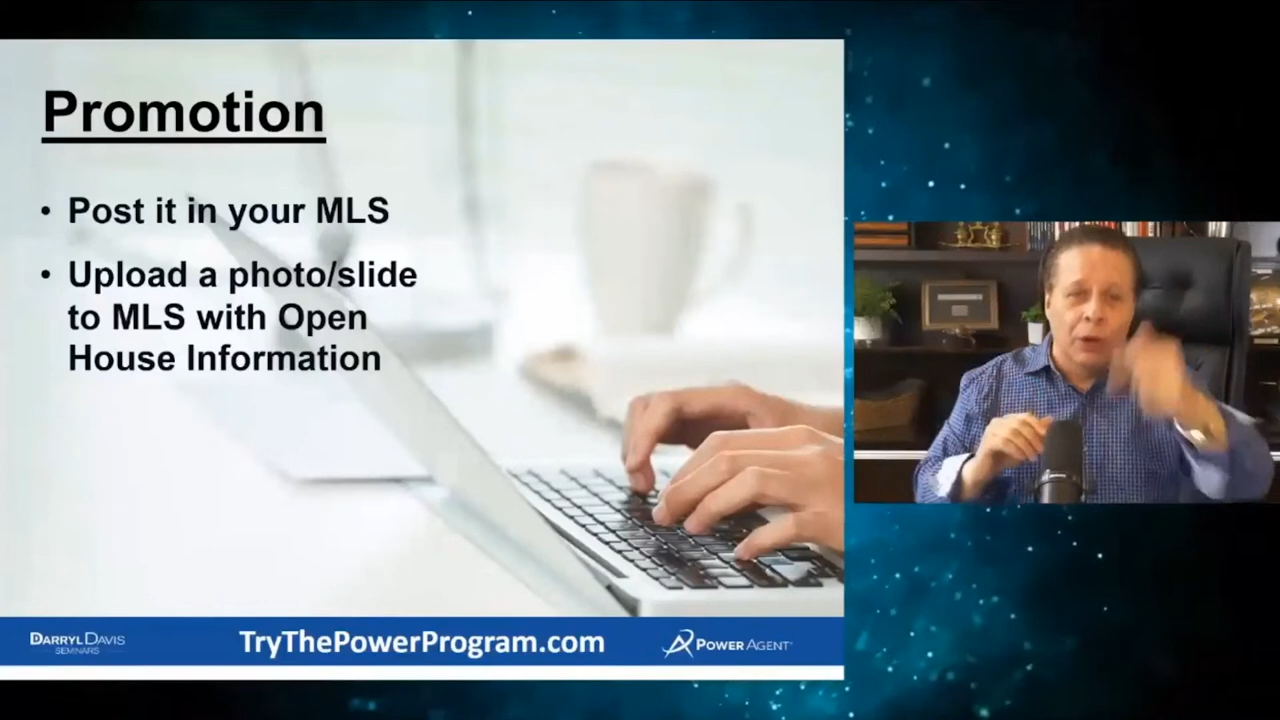 Promotion
• Post it in your MLS
• Upload a photo/slide
to MLS with Open
House Information
DARRYL DAVIS
SEMINARS
TryThePowerProgram.com
POWER AGENT